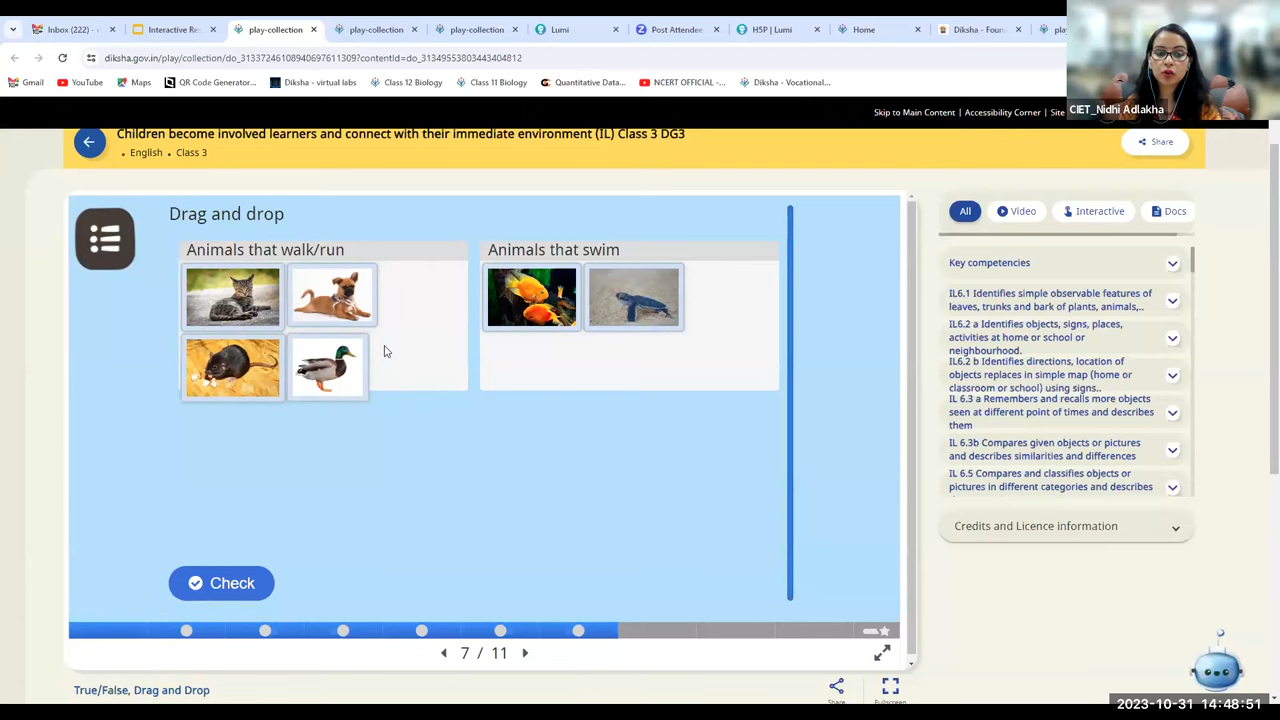 Inbox (222)
Interactive Re
play-collection
play-collection
play-collection
Lumi
Post Attendee
H5P | Lumi
Home
Diksha - Foun
diksha.gov.in/play/collection/do_31337246108940697611309?contentId=do_31349553803443404812
Gmail
YouTube
Maps
QR Code Generator...
Diksha - virtual labs
Class 12 Biology
Class 11 Biology
Quantitative Data...
NCERT OFFICIAL -...
Diksha - Vocational...
CIET_Nidhi Adlakha
Skip to Main Content | Accessibility Corner | Site
Children become involved learners and connect with their immediate environment (IL) Class 3 DG3
• English • Class 3
Share
Drag and drop
Animals that walk/run
Animals that swim
Check
7 / 11
True/False, Drag and Drop
Share
Fullscreen
All
Video
Interactive
Docs
Key competencies
IL6.1 Identifies simple observable features of
leaves, trunks and bark of plants, animals,..
IL6.2 a Identifies objects, signs, places,
activities at home or school or
neighbourhood.
IL6.2 b Identifies directions, location of
objects replaces in simple map (home or
classroom or school) using signs..
IL 6.3 a Remembers and recalls more objects
seen at different point of times and describes
them
IL 6.3b Compares given objects or pictures
and describes similarities and differences
IL 6.5 Compares and classifies objects or
pictures in different categories and describes
Credits and Licence information
2023-10-31 14:48:51